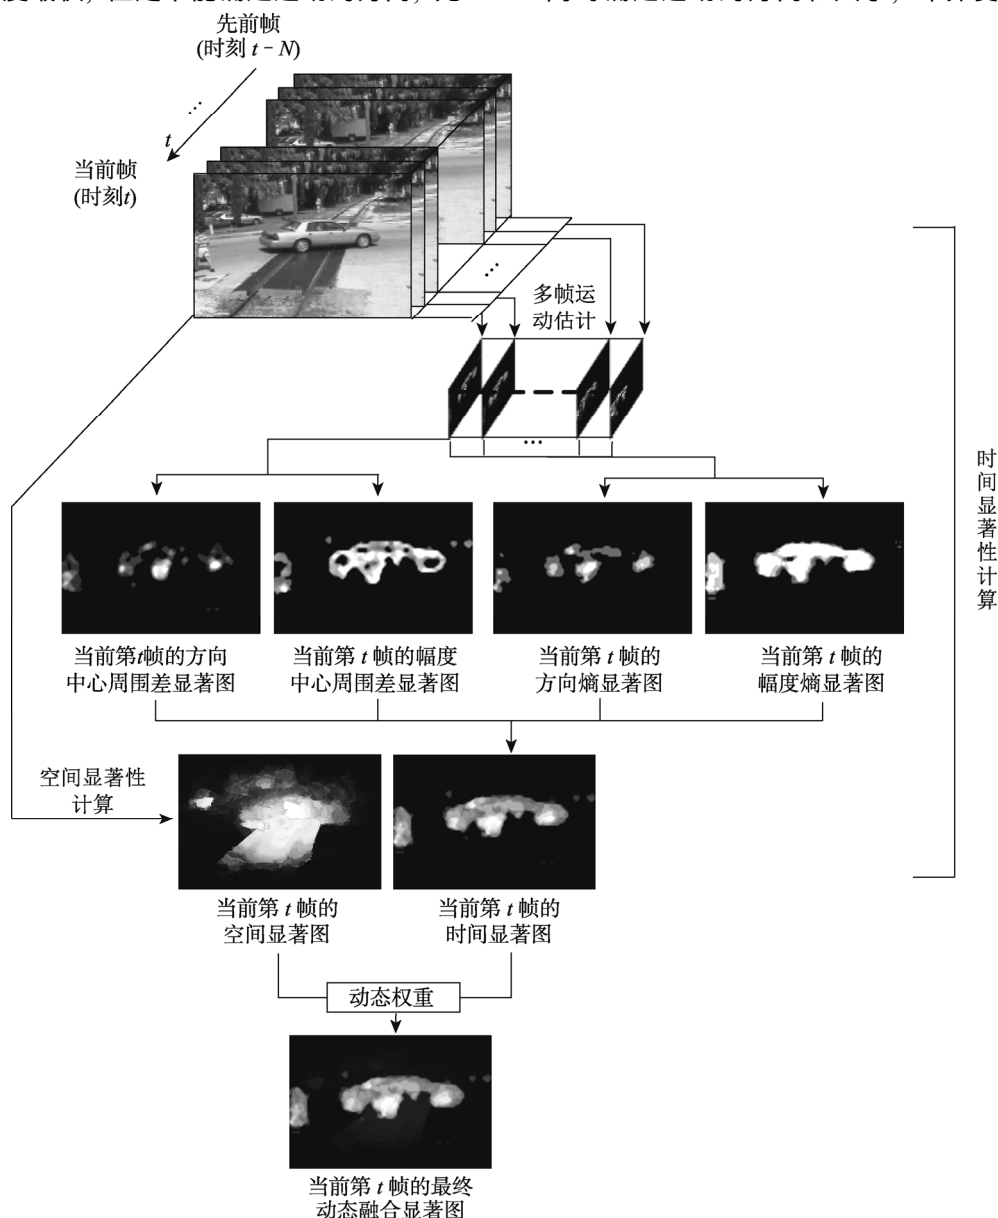 先前帧
(时刻 t－N)
…
t
当前帧
(时刻t)
…
多帧运
动估计
…
时间显著性计算
当前第t帧的方向
中心周围差显著图
当前第 t 帧的幅度
中心周围差显著图
当前第 t 帧的
方向熵显著图
当前第 t 帧的
幅度熵显著图
空间显著性
计算
当前第 t 帧的
空间显著图
当前第 t 帧的
时间显著图
动态权重
当前第 t 帧的最终
动态融合显著图